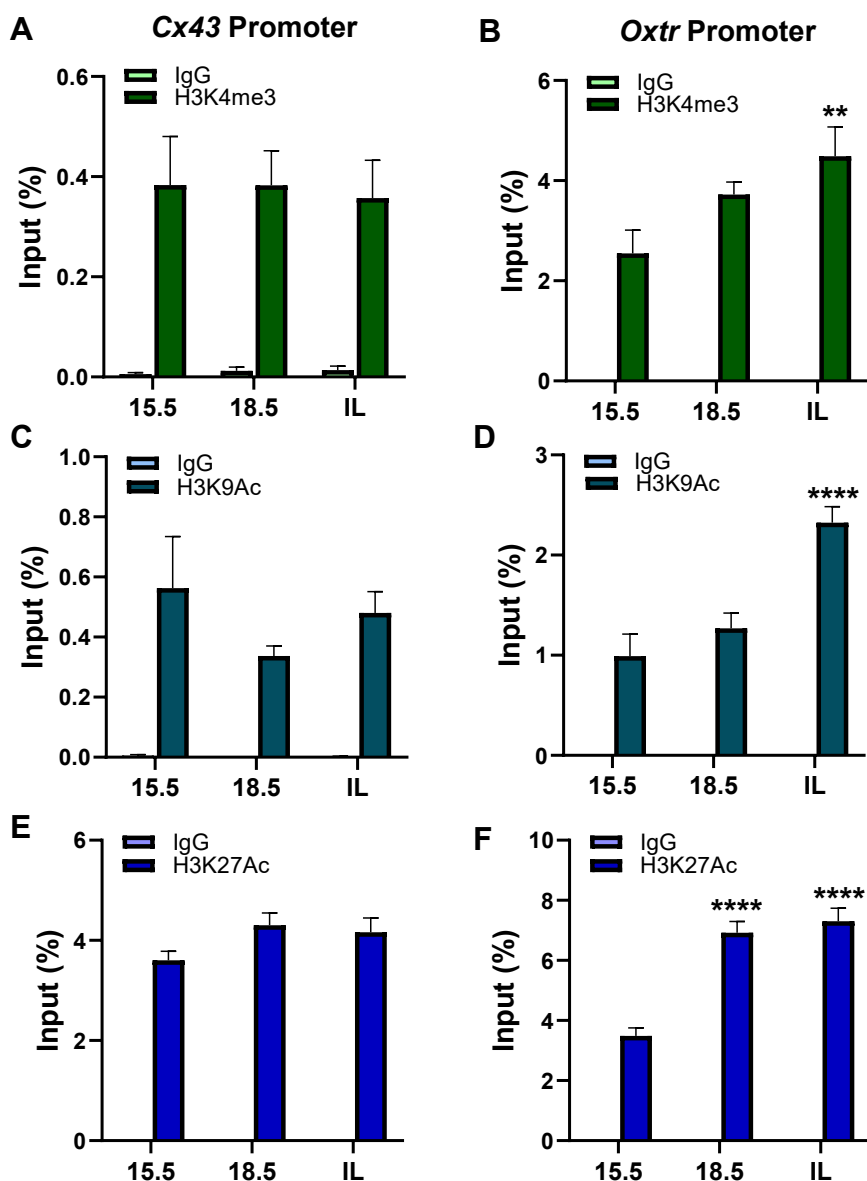 A
Cx43 Promoter
IgG
H3K4me3
Input (%)
0.6
0.4
0.2
0.0
15.5 18.5 IL
B
Oxtr Promoter
IgG
H3K4me3
Input (%)
6
4
2
0
**
15.5 18.5 IL
C
IgG
H3K9Ac
Input (%)
1.0
0.8
0.6
0.4
0.2
0.0
15.5 18.5 IL
D
IgG
H3K9Ac
Input (%)
3
2
1
0
****
15.5 18.5 IL
E
IgG
H3K27Ac
Input (%)
6
4
2
0
15.5 18.5 IL
F
IgG
H3K27Ac
Input (%)
10
8
6
4
2
0
**** ****
15.5 18.5 IL